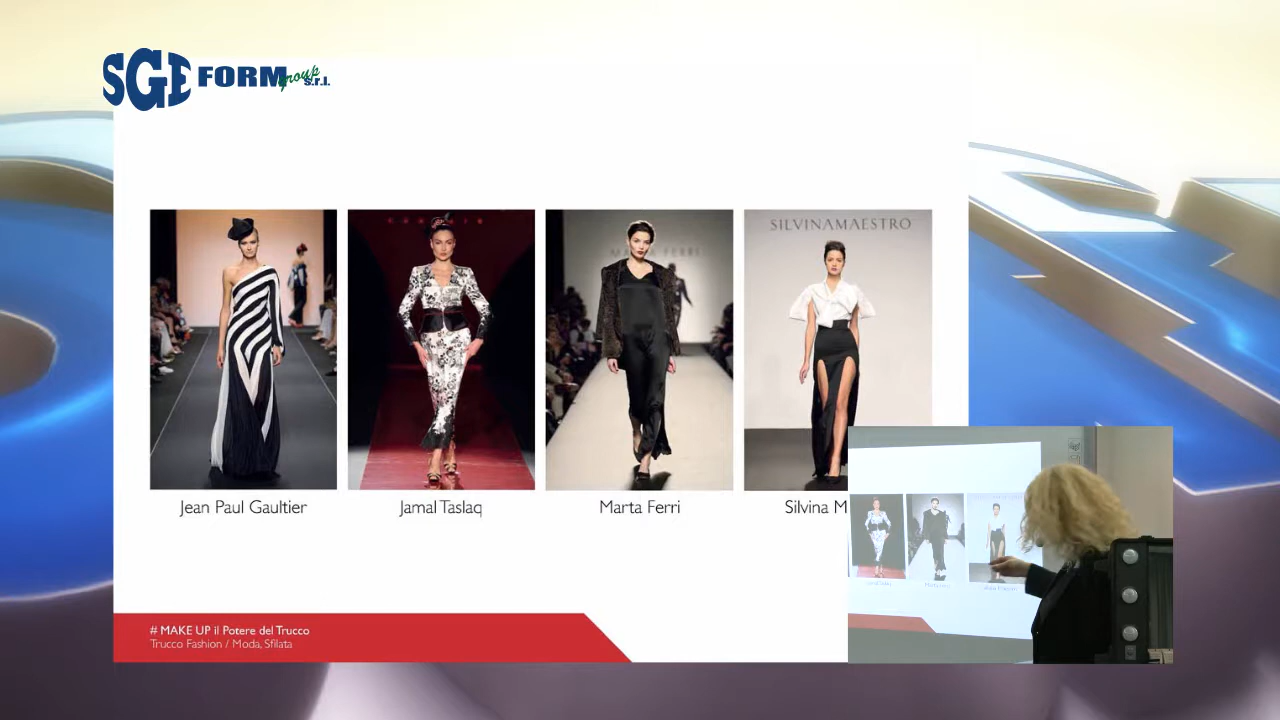 SGE FORM group s.r.l.
SILVINAMAESTRO
Jean Paul Gaultier
Jamal Taslaq
Marta Ferri
Silvina M
# MAKE UP il Potere del Trucco
Trucco Fashion / Moda, Sfilata